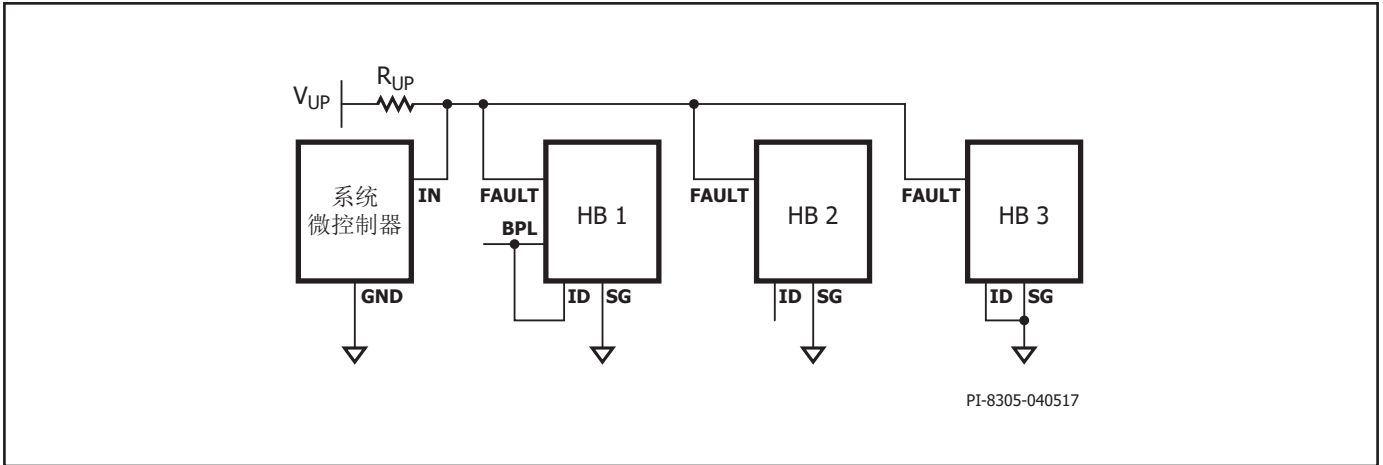 V_UP
R_UP
系统
微控制器
IN
GND
FAULT
BPL
HB 1
ID
SG
FAULT
HB 2
ID
SG
FAULT
HB 3
ID
SG
PI-8305-040517